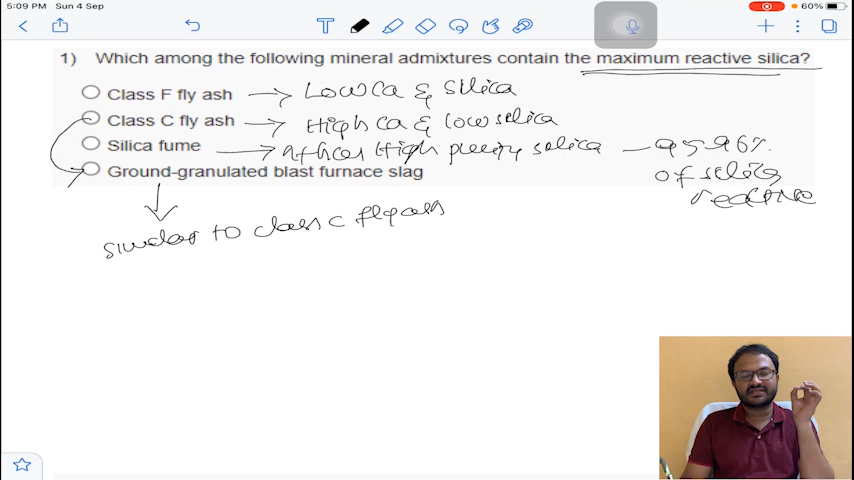 5:09 PM Sun 4 Sep
60%
1) Which among the following mineral admixtures contain the maximum reactive silica?
Class F fly ash → Low Ca & silica
Class C fly ash → High Ca & low silica
Silica fume → High purity silica – 95-96%
of silica
reactive
Ground-granulated blast furnace slag
similar to class C fly ash